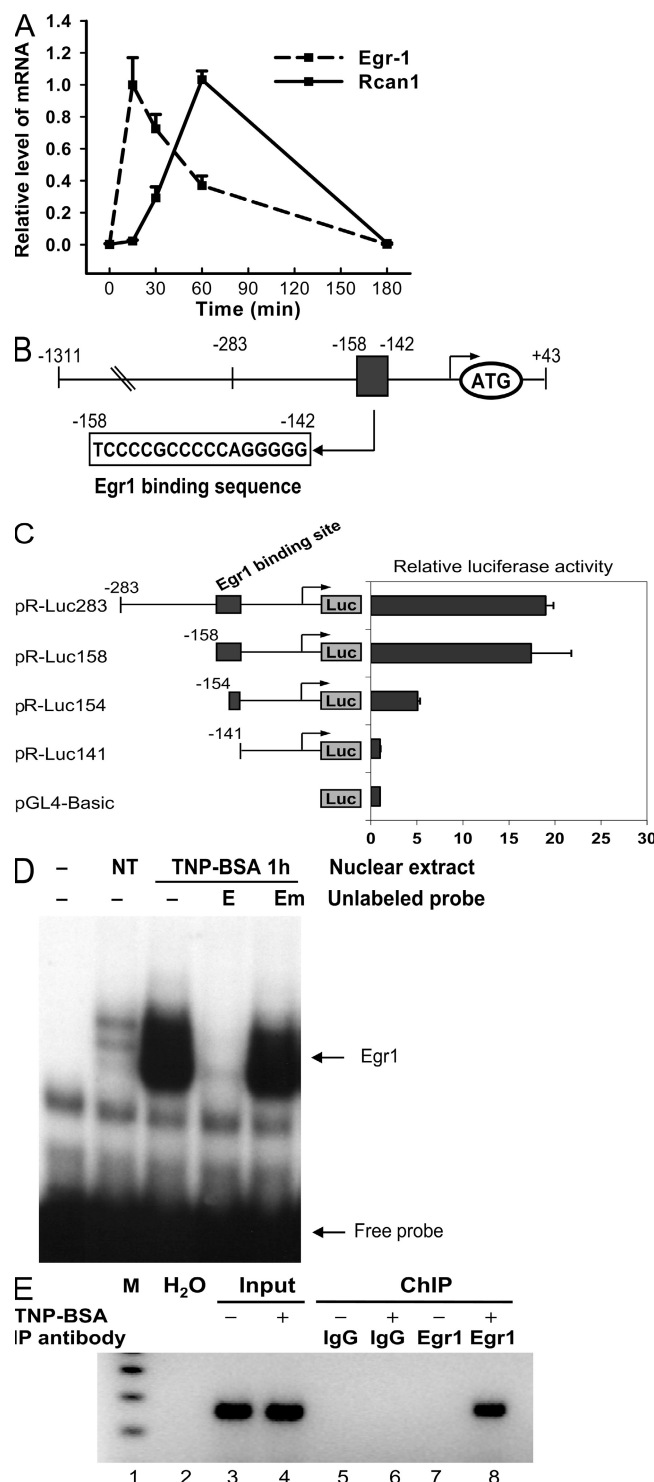 A
Relative level of mRNA
1.4
1.2
1.0
0.8
0.6
0.4
0.2
0.0
Egr-1
Rcan1
0 30 60 90 120 150 180
Time (min)
B
-1311 -283 -158 -142 +43
ATG
-158 -142
TCCCCGCCCCCAGGGGG
Egr1 binding sequence
C
Egr1 binding site
Relative luciferase activity
pR-Luc283 -283 Luc
pR-Luc158 -158 Luc
pR-Luc154 -154 Luc
pR-Luc141 -141 Luc
pGL4-Basic Luc
0 5 10 15 20 25 30
D
– NT TNP-BSA 1h Nuclear extract
– – – E Em Unlabeled probe
Egr1
Free probe
E
M H2O Input ChIP
TNP-BSA – + – + – +
IP antibody IgG IgG Egr1 Egr1
1 2 3 4 5 6 7 8